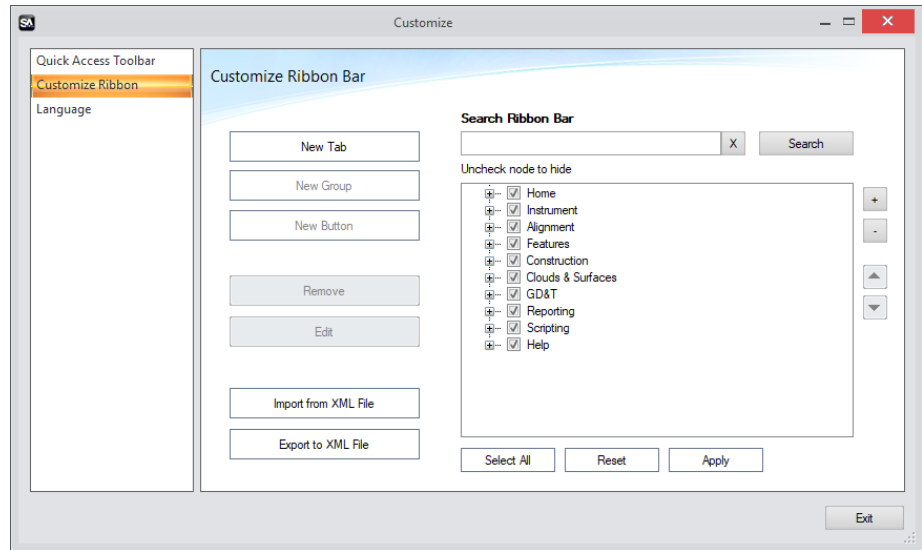 SA
Customize
Quick Access Toolbar
Customize Ribbon
Language
Customize Ribbon Bar
New Tab
New Group
New Button
Remove
Edit
Import from XML File
Export to XML File
Search Ribbon Bar
X
Search
Uncheck node to hide
Home
Instrument
Alignment
Features
Construction
Clouds & Surfaces
GD&T
Reporting
Scripting
Help
+
-
Select All
Reset
Apply
Exit